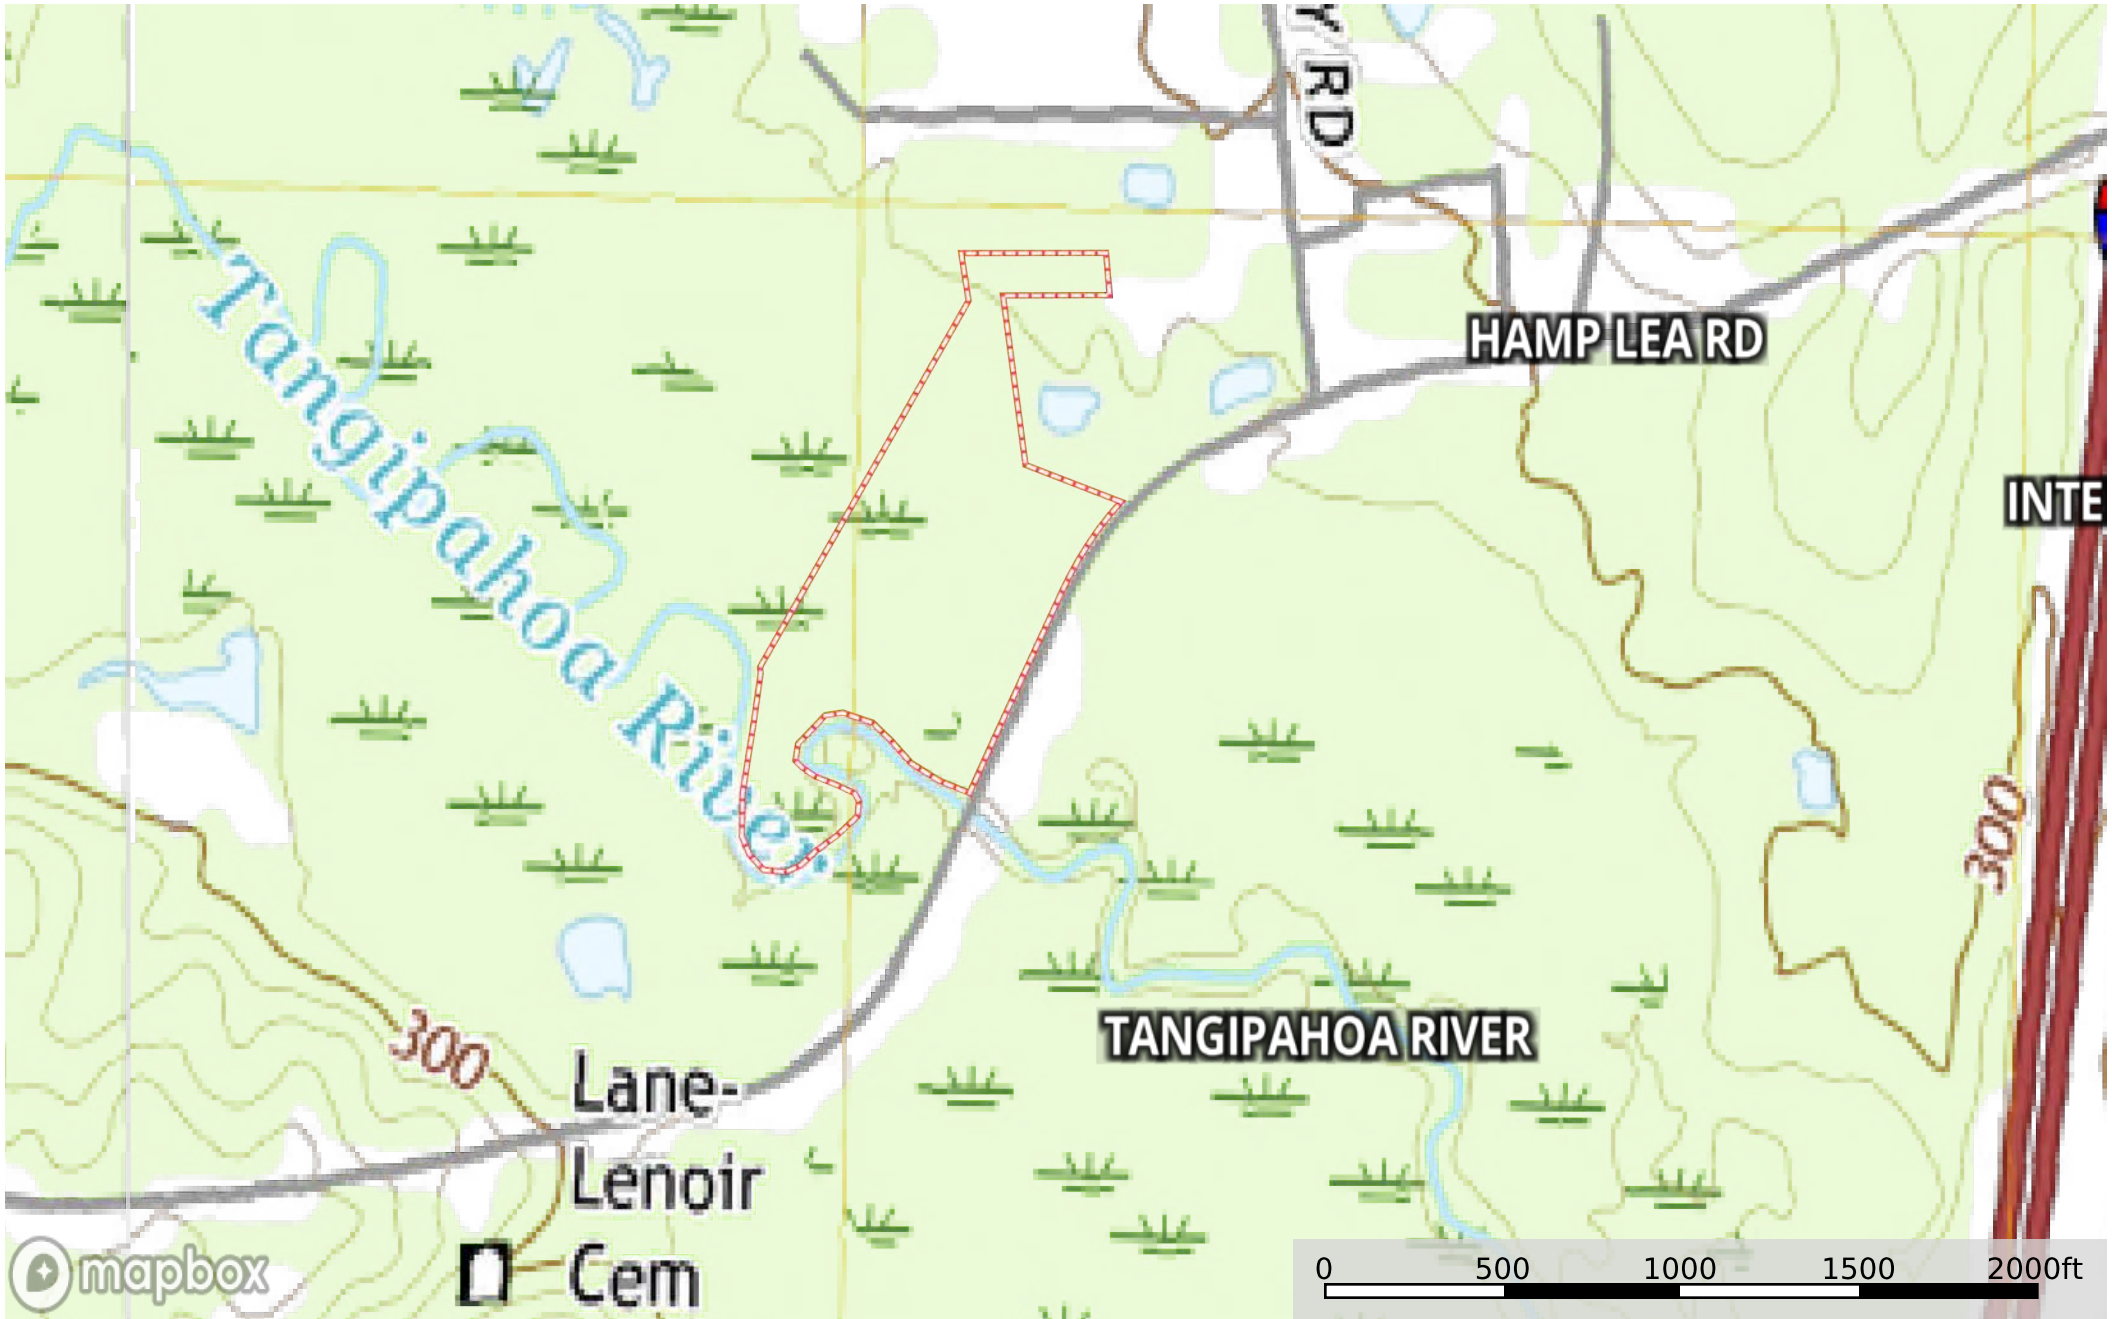 Y RD
HAMP LEA RD
Tangipahoa River
INTE
300
TANGIPAHOA RIVER
300
Lane-
Lenoir
Cem
mapbox
0 500 1000 1500 2000ft